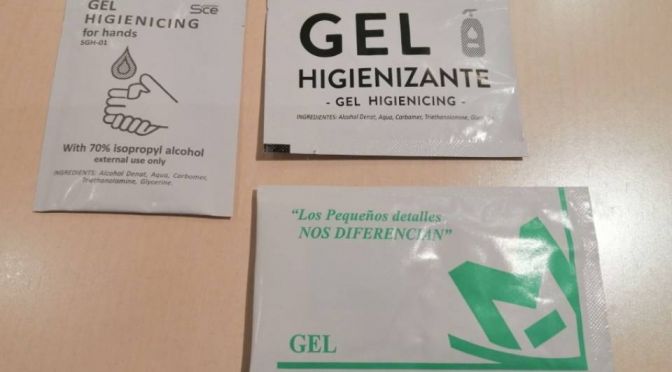 GEL
Sce
HIGIENICING
for hands
SGH-01
With 70% isopropyl alcohol
external use only
INGREDIENTS: Alcohol Denat, Aqua, Carbomer,
Triethanolamine, Glycerine.
GEL
HIGIENIZANTE
- GEL HIGIENICING -
INGREDIENTES: Alcohol Denat, Aqua, Carbomer, Triethanolamine,
“Los Pequeños detalles
NOS DIFERENCIAN”
GEL